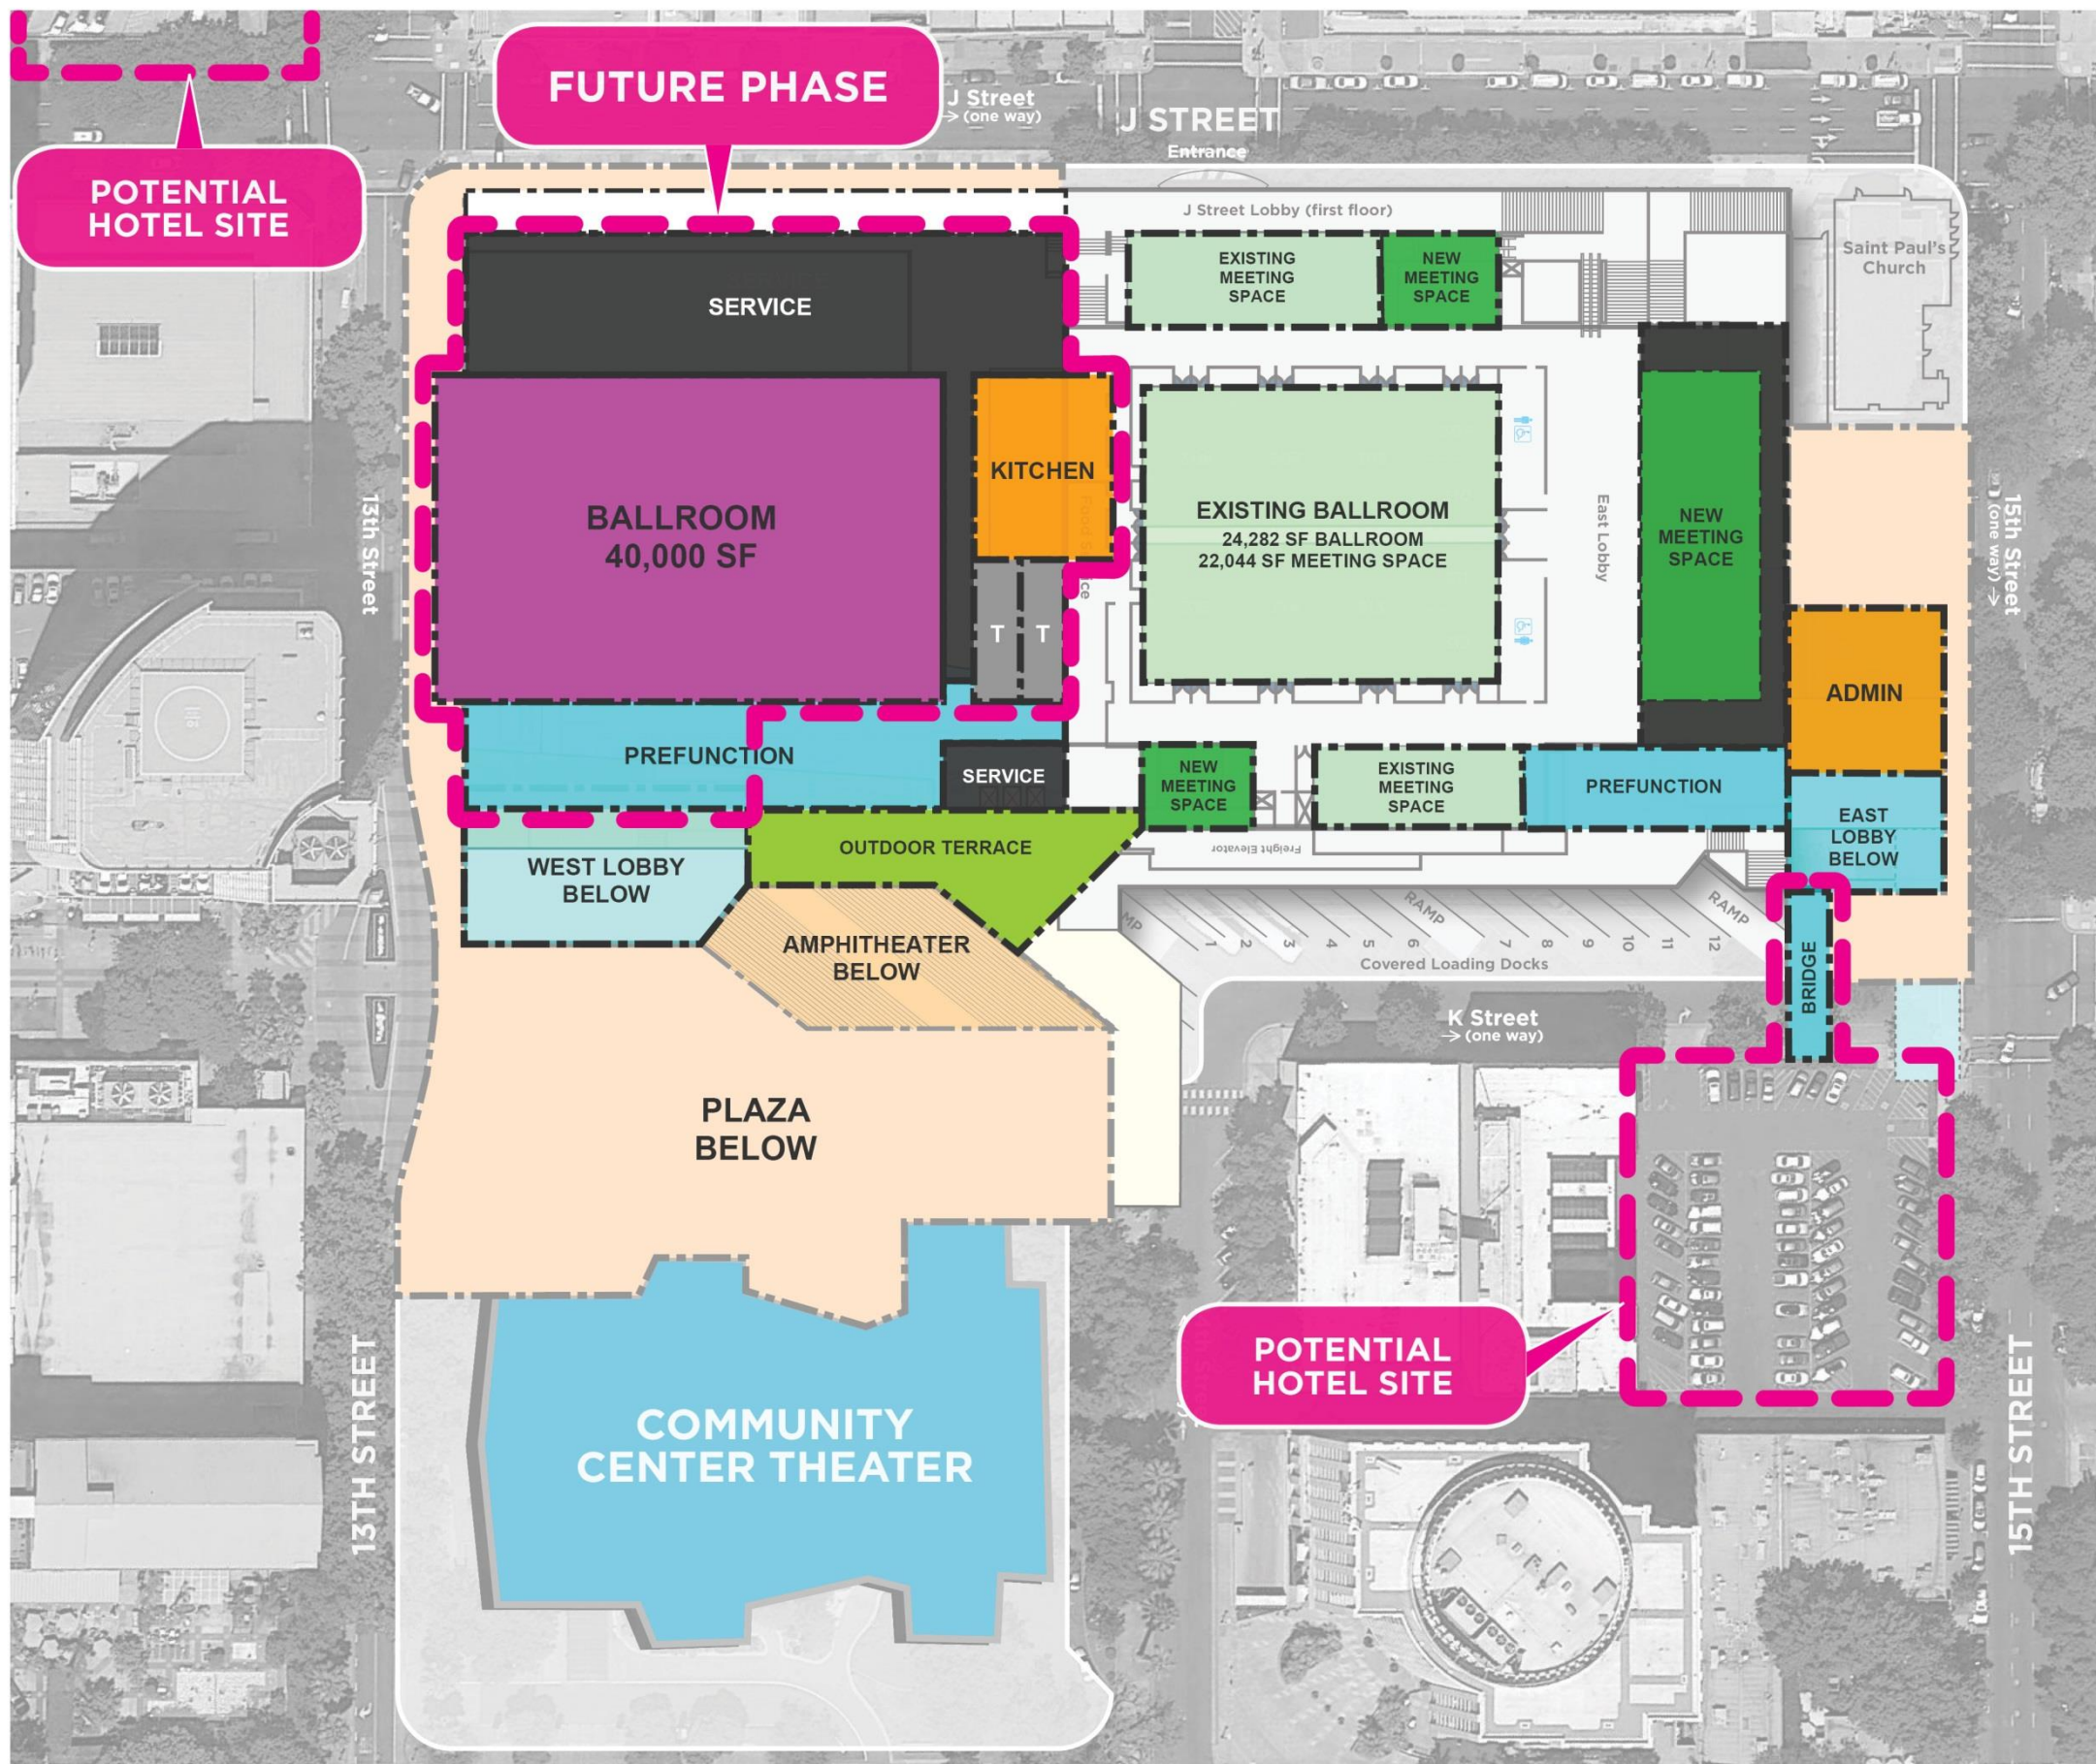 FUTURE PHASE
J Street
→ (one way)
J STREET
Entrance
POTENTIAL
HOTEL SITE
J Street Lobby (first floor)
Saint Paul's
Church
SERVICE
EXISTING
MEETING
SPACE
NEW
MEETING
SPACE
BALLROOM
40,000 SF
KITCHEN
EXISTING BALLROOM
24,282 SF BALLROOM
22,044 SF MEETING SPACE
East Lobby
NEW
MEETING
SPACE
13th Street
15th Street
(one way) →
T
T
ADMIN
PREFUNCTION
SERVICE
NEW
MEETING
SPACE
EXISTING
MEETING
SPACE
PREFUNCTION
EAST
LOBBY
BELOW
WEST LOBBY
BELOW
OUTDOOR TERRACE
Freight Elevator
AMPHITHEATER
BELOW
RAMP
RAMP
1 2 3 4 5 6 7 8 9 10 11 12
Covered Loading Docks
BRIDGE
K Street
→ (one way)
PLAZA
BELOW
POTENTIAL
HOTEL SITE
COMMUNITY
CENTER THEATER
13TH STREET
15TH STREET